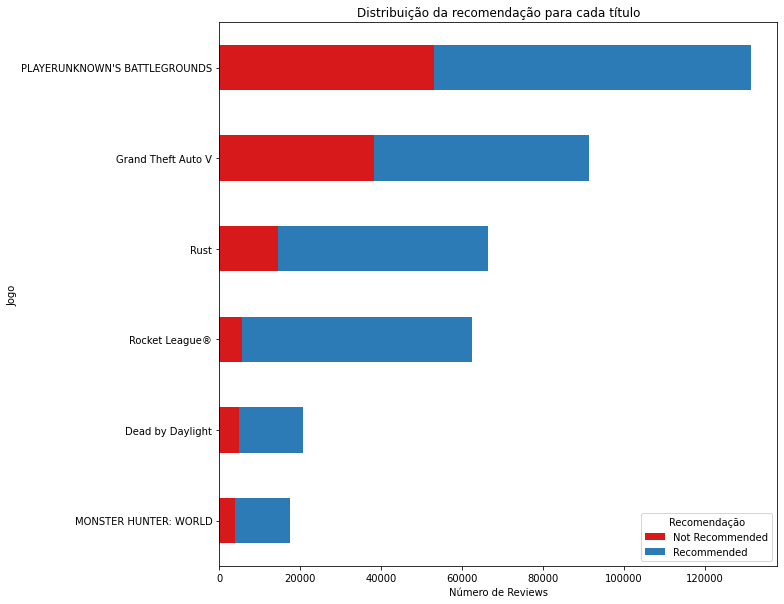 Distribuição da recomendação para cada título
PLAYERUNKNOWN'S BATTLEGROUNDS
Grand Theft Auto V
Rust
Jogo
Rocket League®
Dead by Daylight
MONSTER HUNTER: WORLD
Recomendação
Not Recommended
Recommended
0 20000 40000 60000 80000 100000 120000
Número de Reviews